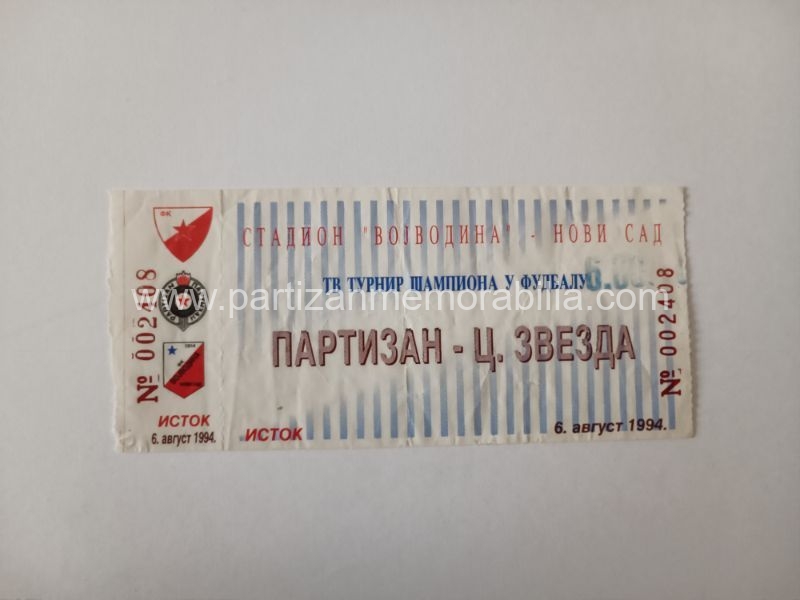 ФК
№ 002408
ИСТОК
6. август 1994.
СТАДИОН "ВОЈВОДИНА" - НОВИ САД
ТВ ТУРНИР ШАМПИОНА У ФУДБАЛУ
ПАРТИЗАН - Ц. ЗВЕЗДА
ИСТОК
6. август 1994.
№ 002408
www.partizanmemorabilia.com